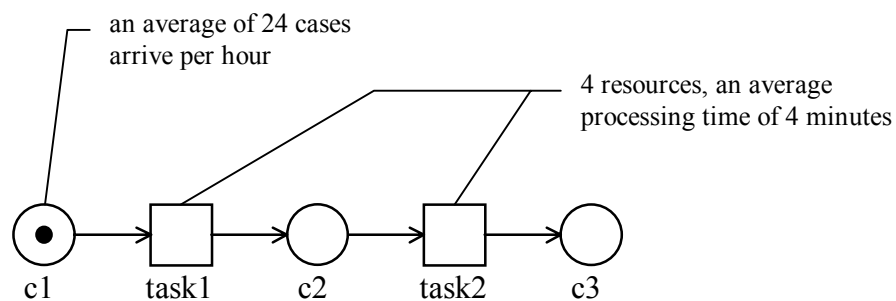 an average of 24 cases
arrive per hour
4 resources, an average
processing time of 4 minutes
c1
task1
c2
task2
c3